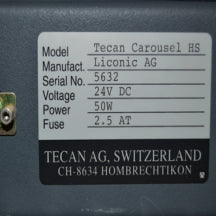 Model Tecan Carousel HS
Manufact. Liconic AG
Serial No. 5632
Voltage 24V DC
Power 50W
Fuse 2.5 AT
TECAN AG, SWITZERLAND
CH-8634 HOMBRECHTIKON